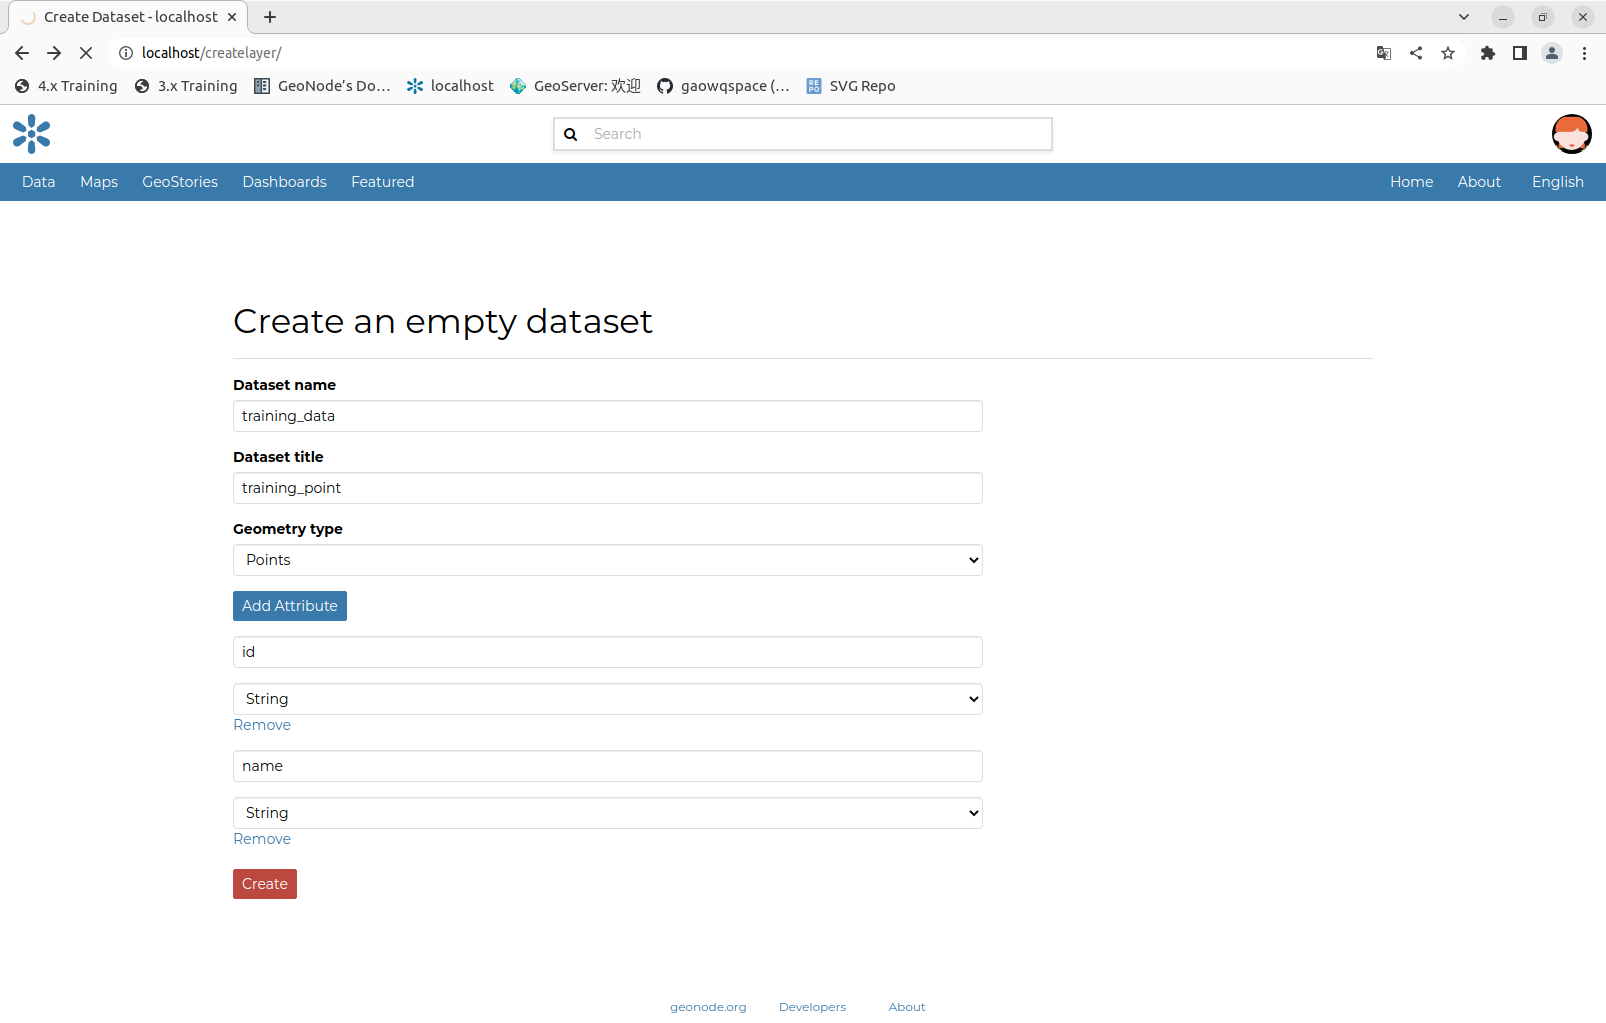 Create Dataset - localhost
localhost/createlayer/
4.x Training 3.x Training GeoNode’s Do… localhost GeoServer: 欢迎 gaowqspace (… SVG Repo
Search
Data Maps GeoStories Dashboards Featured Home About English
Create an empty dataset
Dataset name
training_data
Dataset title
training_point
Geometry type
Points
Add Attribute
id
String
Remove
name
String
Remove
Create
geonode.org Developers About